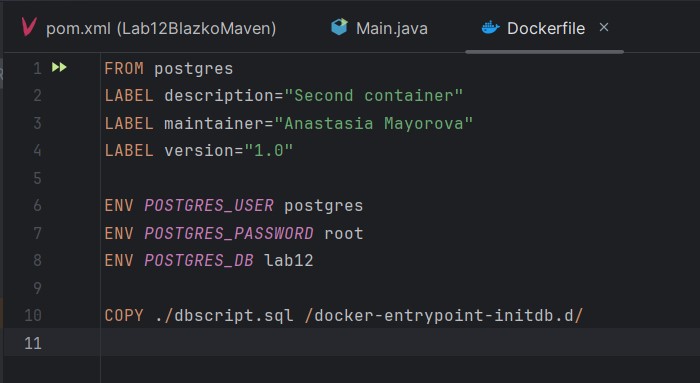 pom.xml (Lab12BlazkoMaven)
Main.java
Dockerfile
1 FROM postgres
2 LABEL description="Second container"
3 LABEL maintainer="Anastasia Mayorova"
4 LABEL version="1.0"
5
6 ENV POSTGRES_USER postgres
7 ENV POSTGRES_PASSWORD root
8 ENV POSTGRES_DB lab12
9
10 COPY ./dbscript.sql /docker-entrypoint-initdb.d/
11